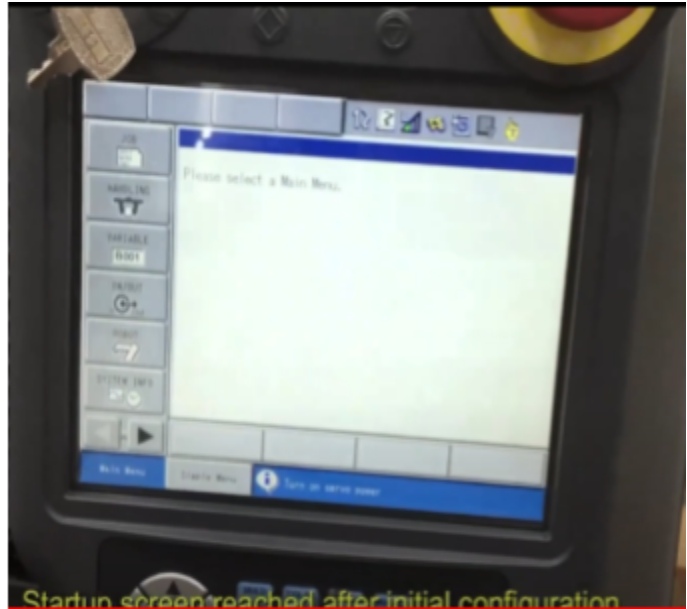 JOB
HANDLING
VARIABLE
B001
IN/OUT
ROBOT
SYSTEM INFO
Please select a Main Menu.
Main Menu
Simple Menu
Turn on servo power
Startup screen reached after initial configuration